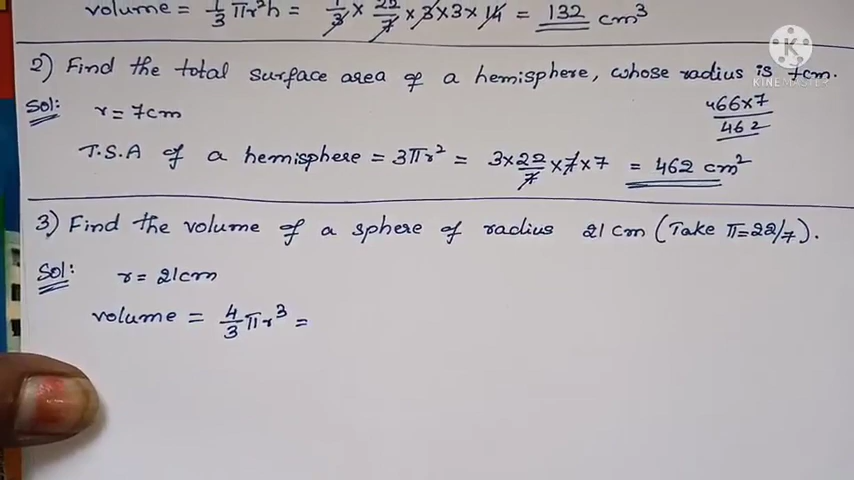 volume = 1/3 πr²h = 1/3 × 22/7 × 3 × 3 × 14 = 132 cm³
K
KINEMASTER
2) Find the total surface area of a hemisphere, whose radius is 7cm.
Sol: r = 7cm
66×7
462
T.S.A of a hemisphere = 3πr² = 3×22/7×7×7 = 462 cm²
3) Find the volume of a sphere of radius 21 cm (Take π=22/7).
Sol: r = 21cm
volume = 4/3 πr³ =